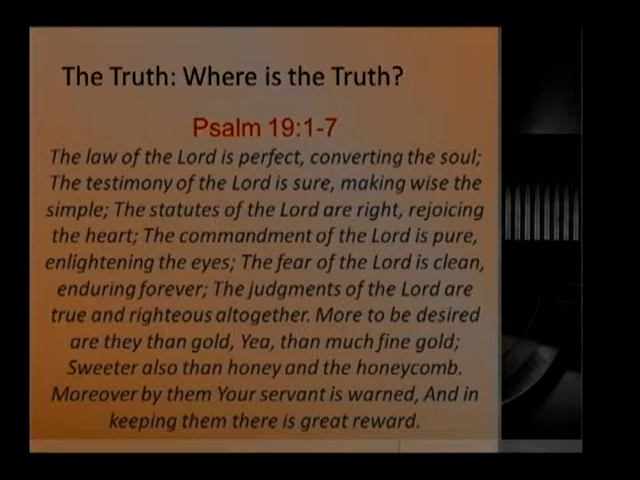 The Truth: Where is the Truth?
Psalm 19:1-7
The law of the Lord is perfect, converting the soul;
The testimony of the Lord is sure, making wise the
simple; The statutes of the Lord are right, rejoicing
the heart; The commandment of the Lord is pure,
enlightening the eyes; The fear of the Lord is clean,
enduring forever; The judgments of the Lord are
true and righteous altogether. More to be desired
are they than gold, Yea, than much fine gold;
Sweeter also than honey and the honeycomb.
Moreover by them Your servant is warned, And in
keeping them there is great reward.